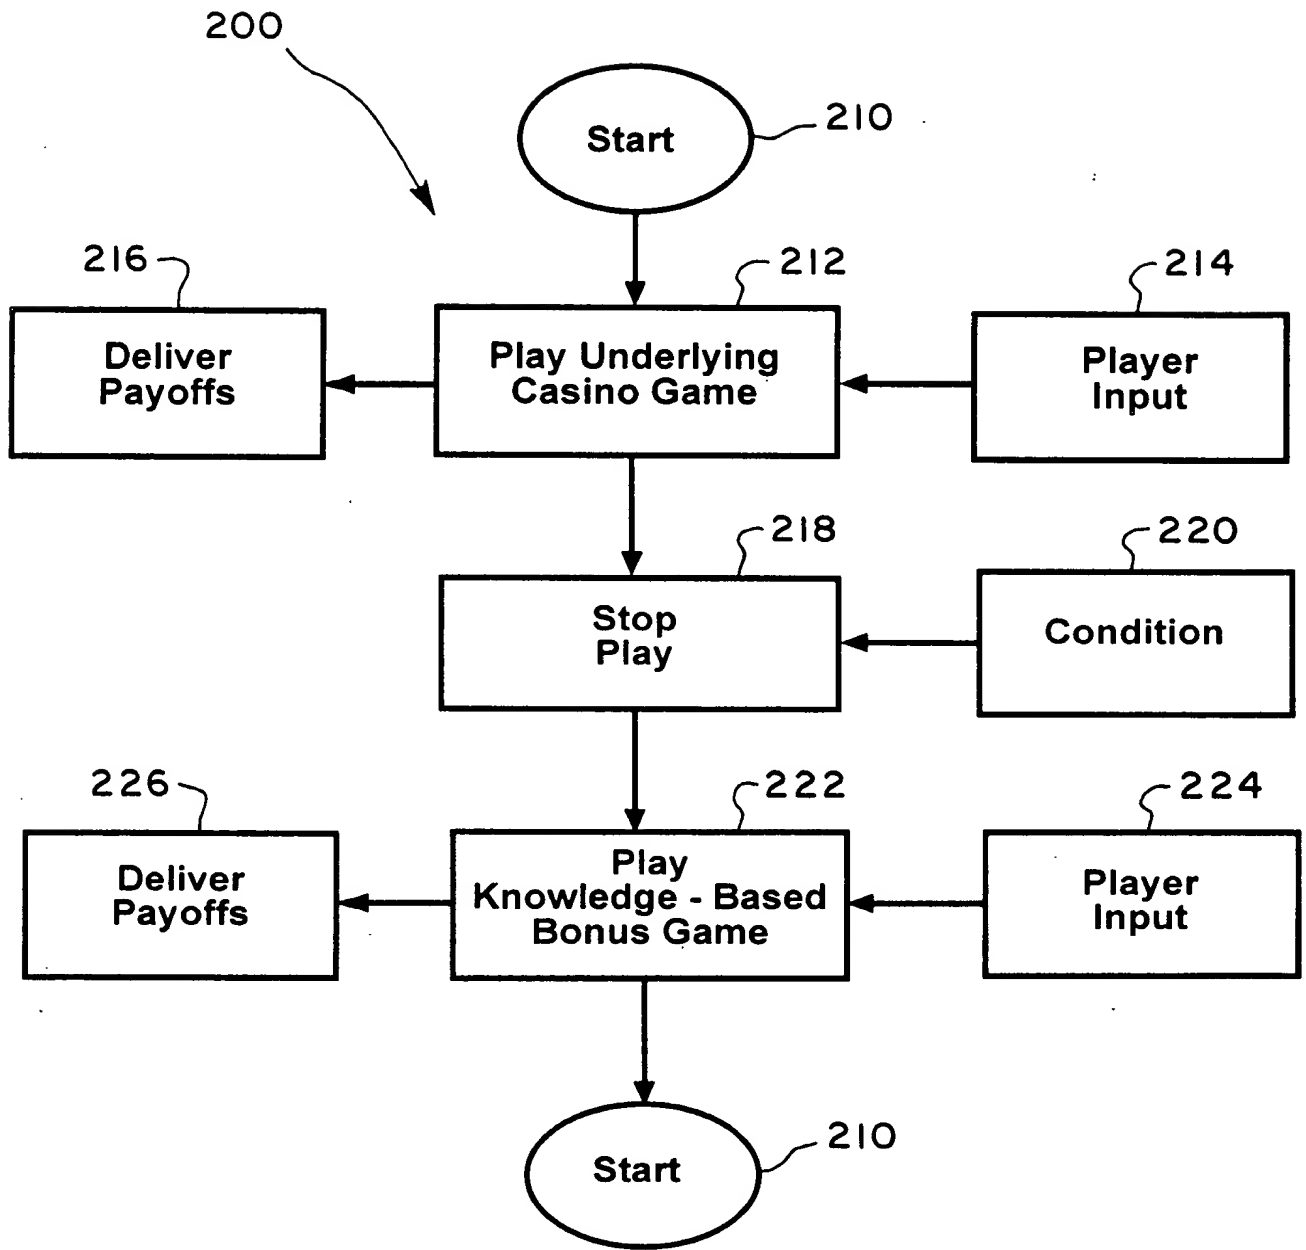 200
210
Start
216
212
214
Deliver
Payoffs
Play Underlying
Casino Game
Player
Input
218
220
Stop
Play
Condition
226
222
224
Deliver
Payoffs
Play
Knowledge - Based
Bonus Game
Player
Input
210
Start